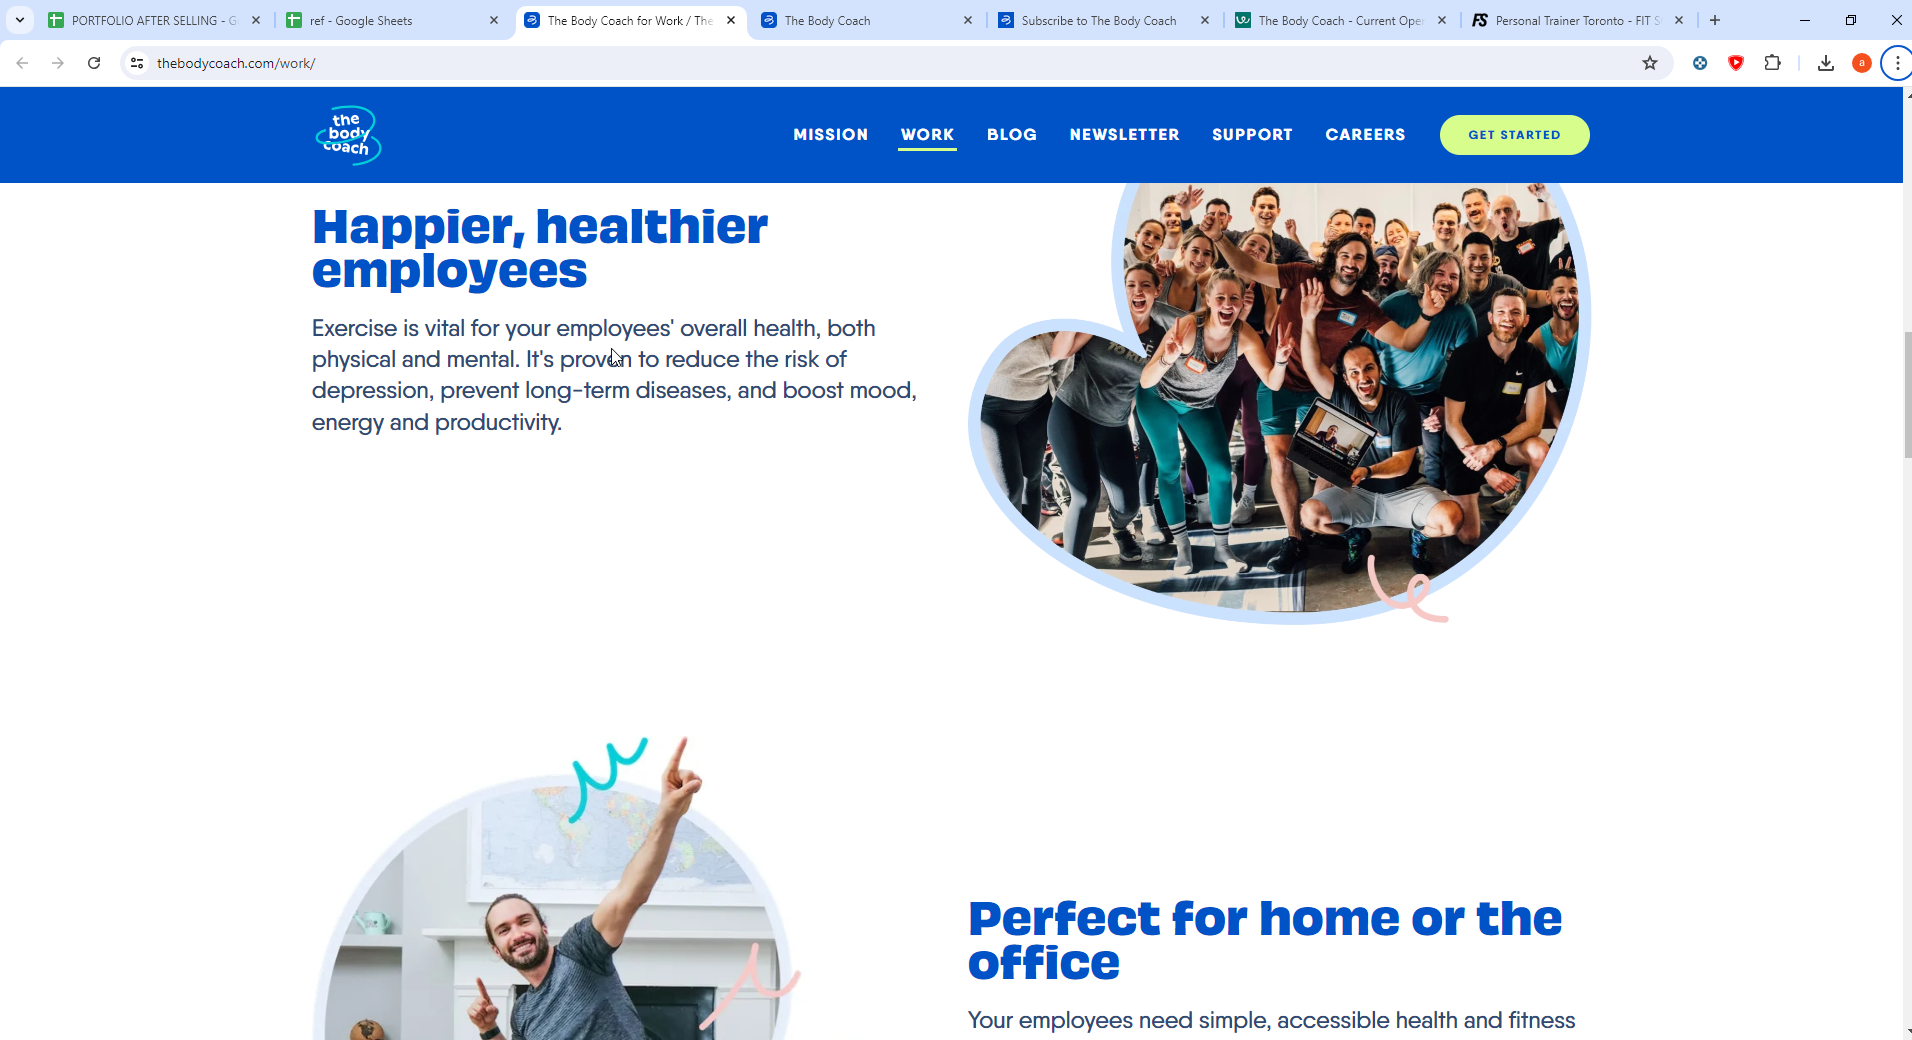 PORTFOLIO AFTER SELLING - G
ref - Google Sheets
The Body Coach for Work / The
The Body Coach
Subscribe to The Body Coach
The Body Coach - Current Ope
Personal Trainer Toronto - FIT S
thebodycoach.com/work/
a
the
body
coach
MISSION
WORK
BLOG
NEWSLETTER
SUPPORT
CAREERS
GET STARTED
Happier, healthier
employees
Exercise is vital for your employees' overall health, both
physical and mental. It's proven to reduce the risk of
depression, prevent long-term diseases, and boost mood,
energy and productivity.
Perfect for home or the
office
Your employees need simple, accessible health and fitness